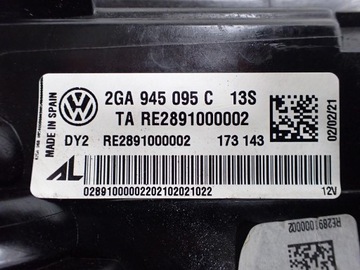 MADE IN SPAIN
2GA 945 095 C 13S
TA RE2891000002
DY2 RE2891000002 173 143
02/02/21
AL
02891000002202102021022
12V
RE2891000002